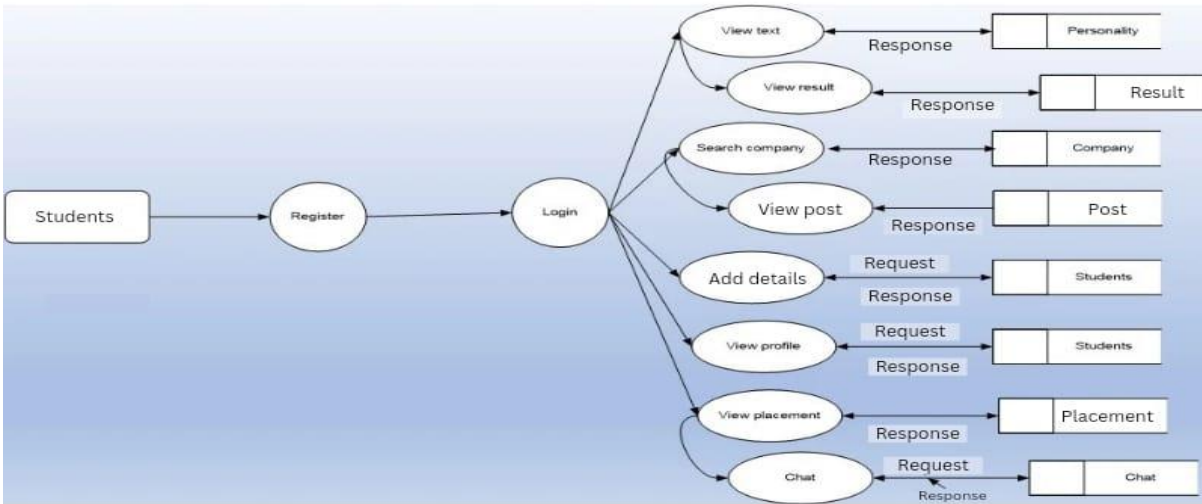 View text
Response
Personality
View result
Response
Result
Search company
Response
Company
Students
Register
Login
View post
Response
Post
Add details
Request
Response
Students
View profile
Request
Response
Students
View placement
Response
Placement
Chat
Request
Response
Chat